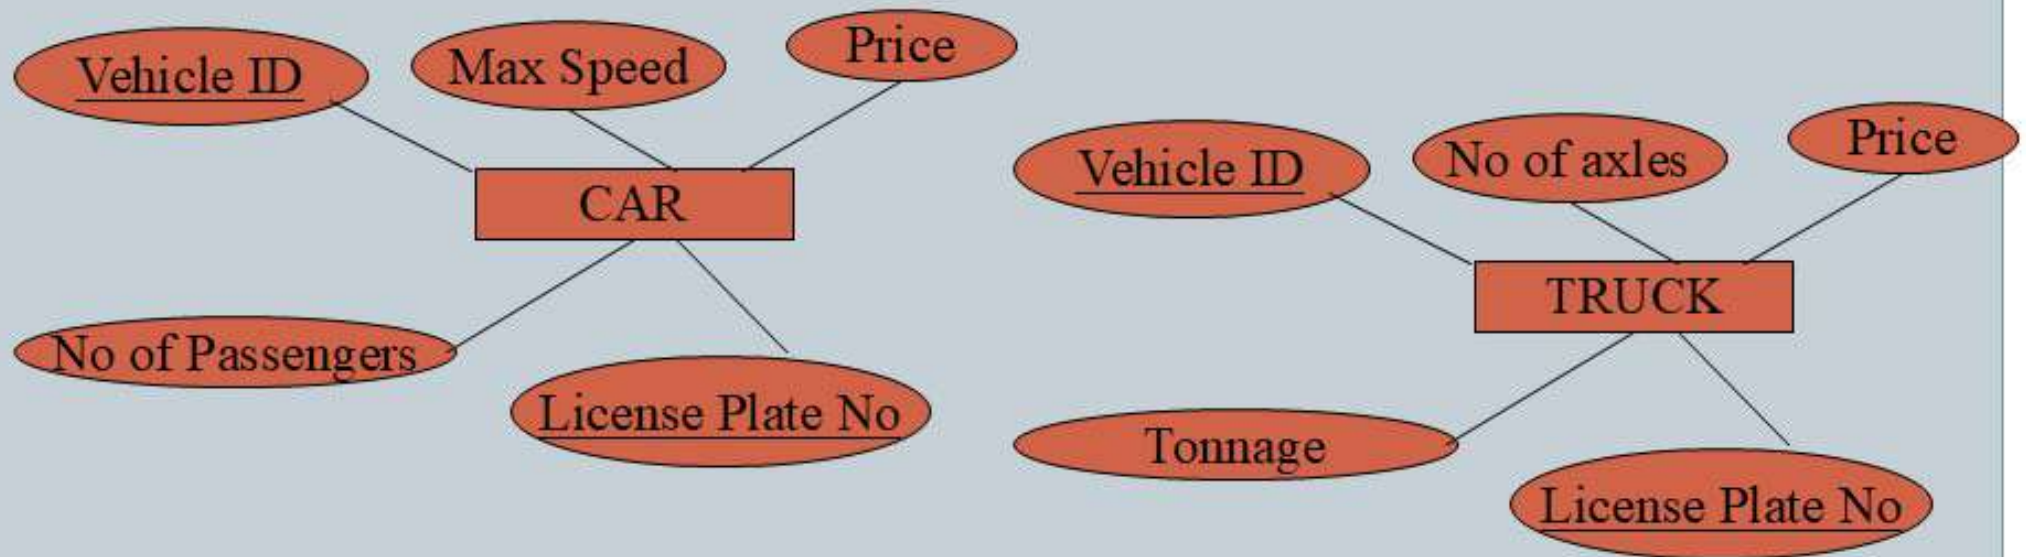 Vehicle ID
Max Speed
Price
CAR
No of Passengers
License Plate No
Vehicle ID
No of axles
Price
TRUCK
Tonnage
License Plate No